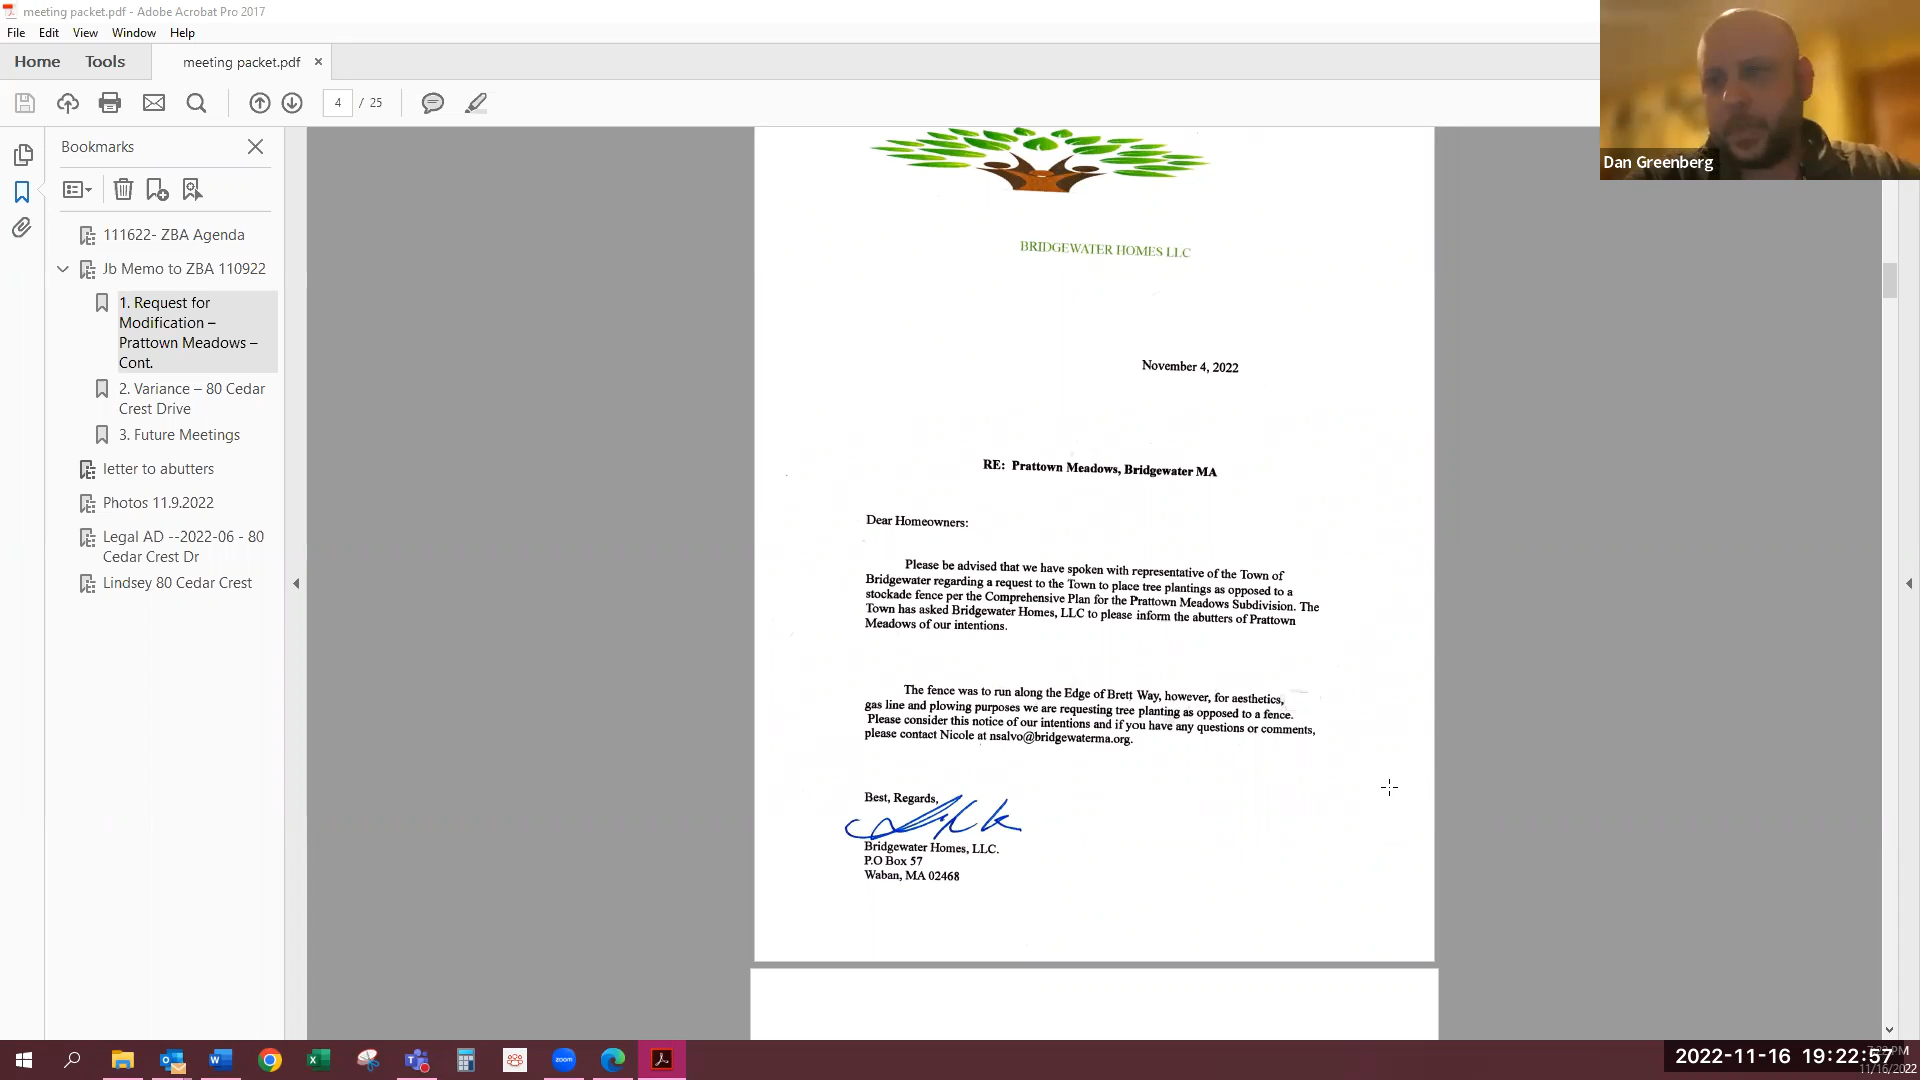 meeting packet.pdf - Adobe Acrobat Pro 2017
File Edit View Window Help
Home Tools meeting packet.pdf ×
4 / 25
Bookmarks
111622- ZBA Agenda
Jb Memo to ZBA 110922
1. Request for
Modification –
Prattown Meadows –
Cont.
2. Variance – 80 Cedar
Crest Drive
3. Future Meetings
letter to abutters
Photos 11.9.2022
Legal AD --2022-06 - 80
Cedar Crest Dr
Lindsey 80 Cedar Crest
BRIDGEWATER HOMES LLC
November 4, 2022
RE: Prattown Meadows, Bridgewater MA
Dear Homeowners:
Please be advised that we have spoken with representative of the Town of
Bridgewater regarding a request to the Town to place tree plantings as opposed to a
stockade fence per the Comprehensive Plan for the Prattown Meadows Subdivision. The
Town has asked Bridgewater Homes, LLC to please inform the abutters of Prattown
Meadows of our intentions.
The fence was to run along the Edge of Brett Way, however, for aesthetics,
gas line and plowing purposes we are requesting tree planting as opposed to a fence.
Please consider this notice of our intentions and if you have any questions or comments,
please contact Nicole at nsalvo@bridgewaterma.org.
Best, Regards,
Bridgewater Homes, LLC.
P.O Box 57
Waban, MA 02468
Dan Greenberg
zoom
2022-11-16 19:22:57
11/16/2022